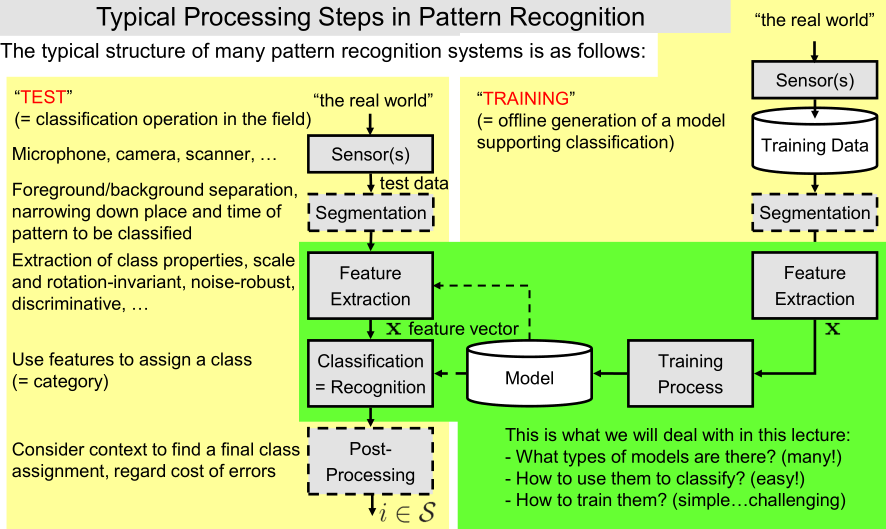 Typical Processing Steps in Pattern Recognition
The typical structure of many pattern recognition systems is as follows:
“TEST”
(= classification operation in the field)
“the real world”
Microphone, camera, scanner, …
Sensor(s)
test data
Foreground/background separation,
narrowing down place and time of
pattern to be classified
Segmentation
Extraction of class properties, scale
and rotation-invariant, noise-robust,
discriminative, …
Feature
Extraction
x feature vector
Use features to assign a class
(= category)
Classification
= Recognition
Consider context to find a final class
assignment, regard cost of errors
Post-
Processing
i ∈ S
“TRAINING”
(= offline generation of a model
supporting classification)
“the real world”
Sensor(s)
Training Data
Segmentation
Feature
Extraction
x
Training
Process
Model
This is what we will deal with in this lecture:
- What types of models are there? (many!)
- How to use them to classify? (easy!)
- How to train them? (simple…challenging)